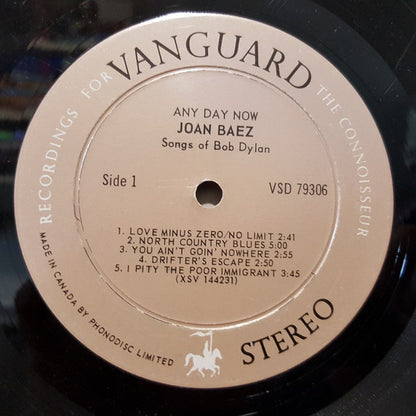 RECORDINGS FOR VANGUARD THE CONNOISSEUR
ANY DAY NOW
JOAN BAEZ
Songs of Bob Dylan
Side 1
VSD 79306
1. LOVE MINUS ZERO/NO LIMIT 2:41
2. NORTH COUNTRY BLUES 5:00
3. YOU AIN'T GOIN' NOWHERE 2:55
4. DRIFTER'S ESCAPE 2:50
5. I PITY THE POOR IMMIGRANT 3:45
(XSV 144231)
MADE IN CANADA BY PHONODISC LIMITED
STEREO